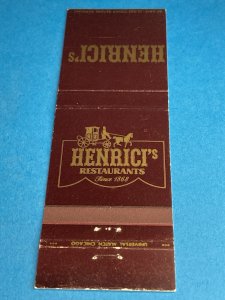 HENRICI'S
HENRICI'S
RESTAURANTS
Since 1868
UNIVERSAL MATCH, CHICAGO